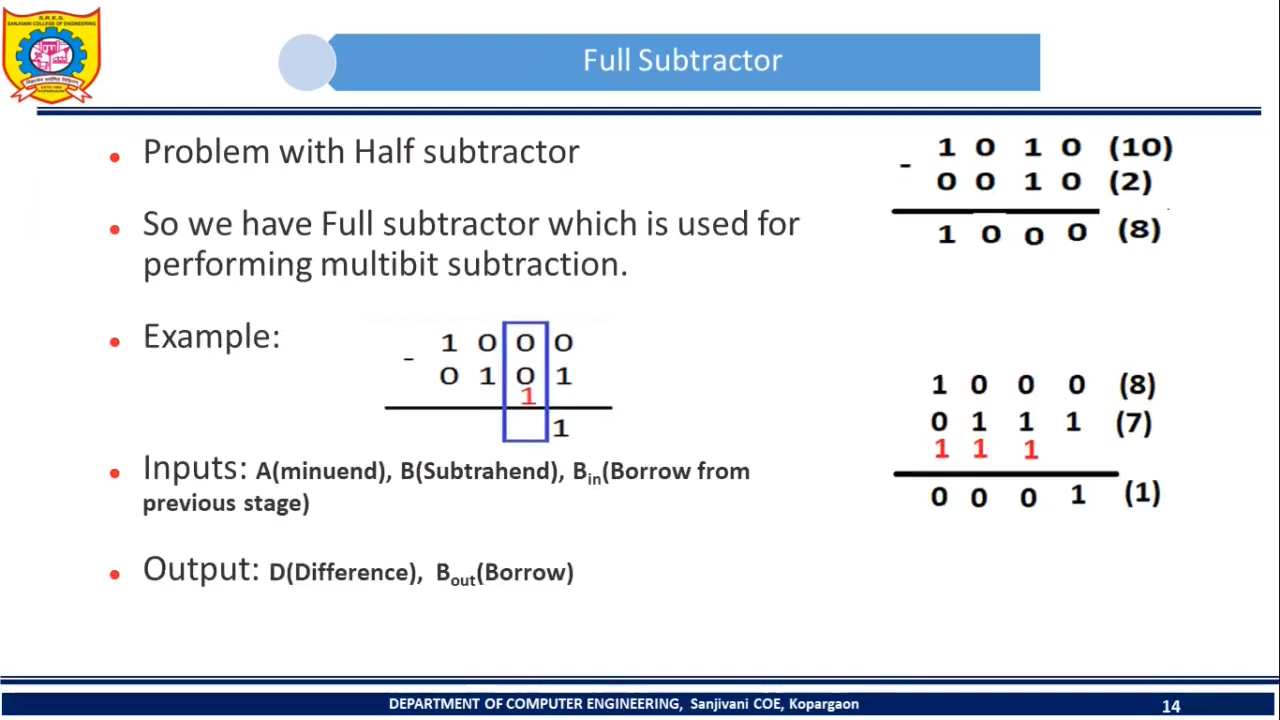 S.R.E.S.
SANJIVANI COLLEGE OF ENGINEERING
Full Subtractor
• Problem with Half subtractor
• So we have Full subtractor which is used for
performing multibit subtraction.
1 0 1 0 (10)
- 0 0 1 0 (2)
1 0 0 0 (8)
• Example:
1 0 0 0
- 0 1 0 1
1
1
1 0 0 0 (8)
0 1 1 1 (7)
1 1 1
0 0 0 1 (1)
• Inputs: A(minuend), B(Subtrahend), Bin(Borrow from
previous stage)
• Output: D(Difference), Bout(Borrow)
DEPARTMENT OF COMPUTER ENGINEERING, Sanjivani COE, Kopargaon
14